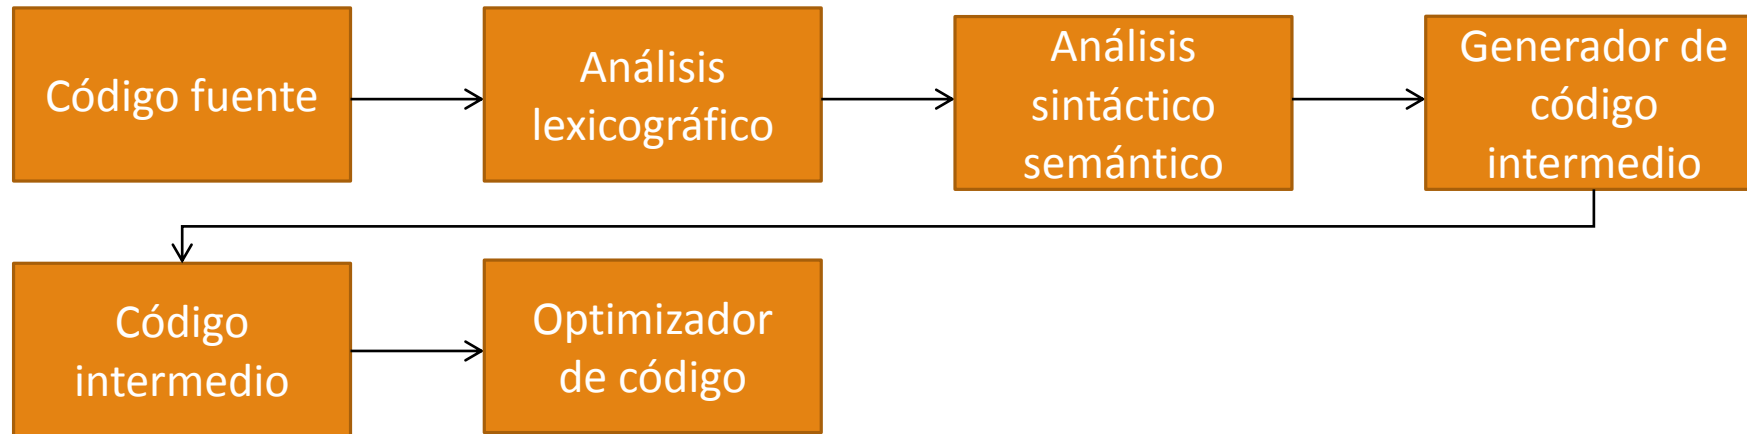 Código fuente
Análisis
lexicográfico
Análisis
sintáctico
semántico
Generador de
código
intermedio
Código
intermedio
Optimizador
de código